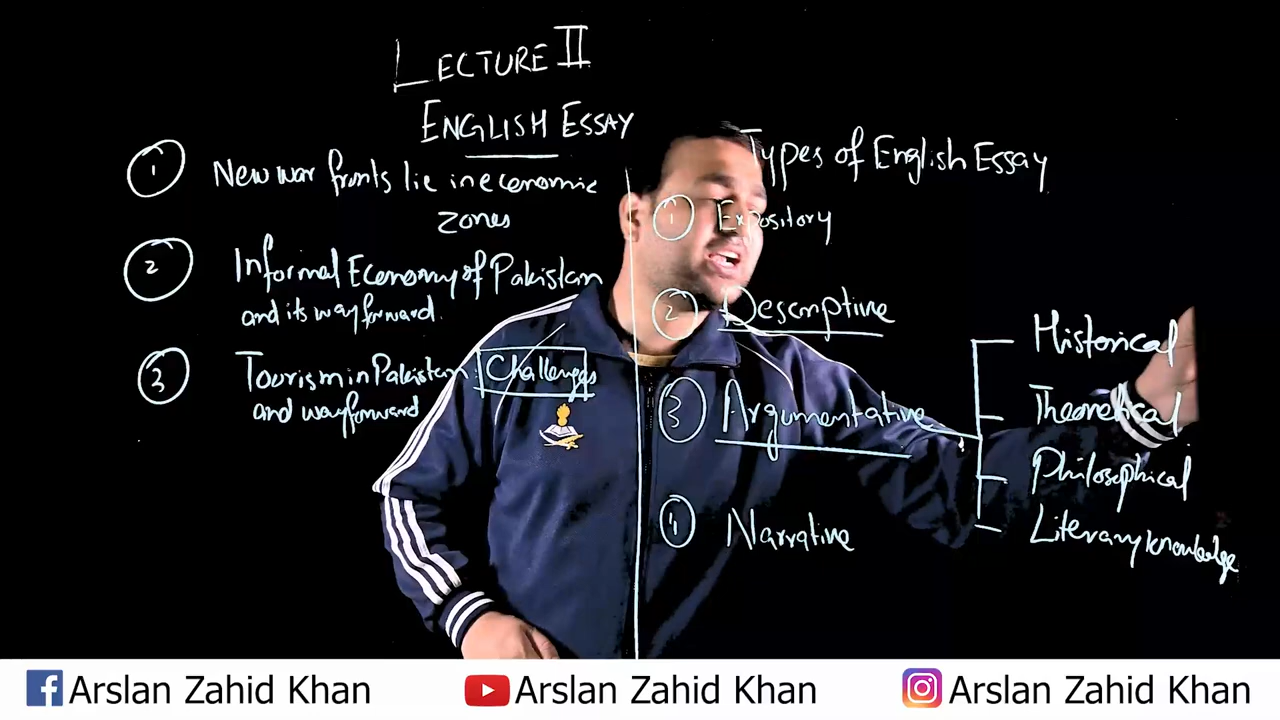 LECTURE II
ENGLISH ESSAY
1 New war fronts lie in economic
zones
2 Informal Economy of Pakistan
and its way forward.
3 Tourism in Pakistan: Challenges
and way forward
Types of English Essay
1 Expository
2 Descriptive
3 Argumentative
4 Narrative
Historical
Theoretical
Philosophical
Literary knowledge
Arslan Zahid Khan
Arslan Zahid Khan
Arslan Zahid Khan